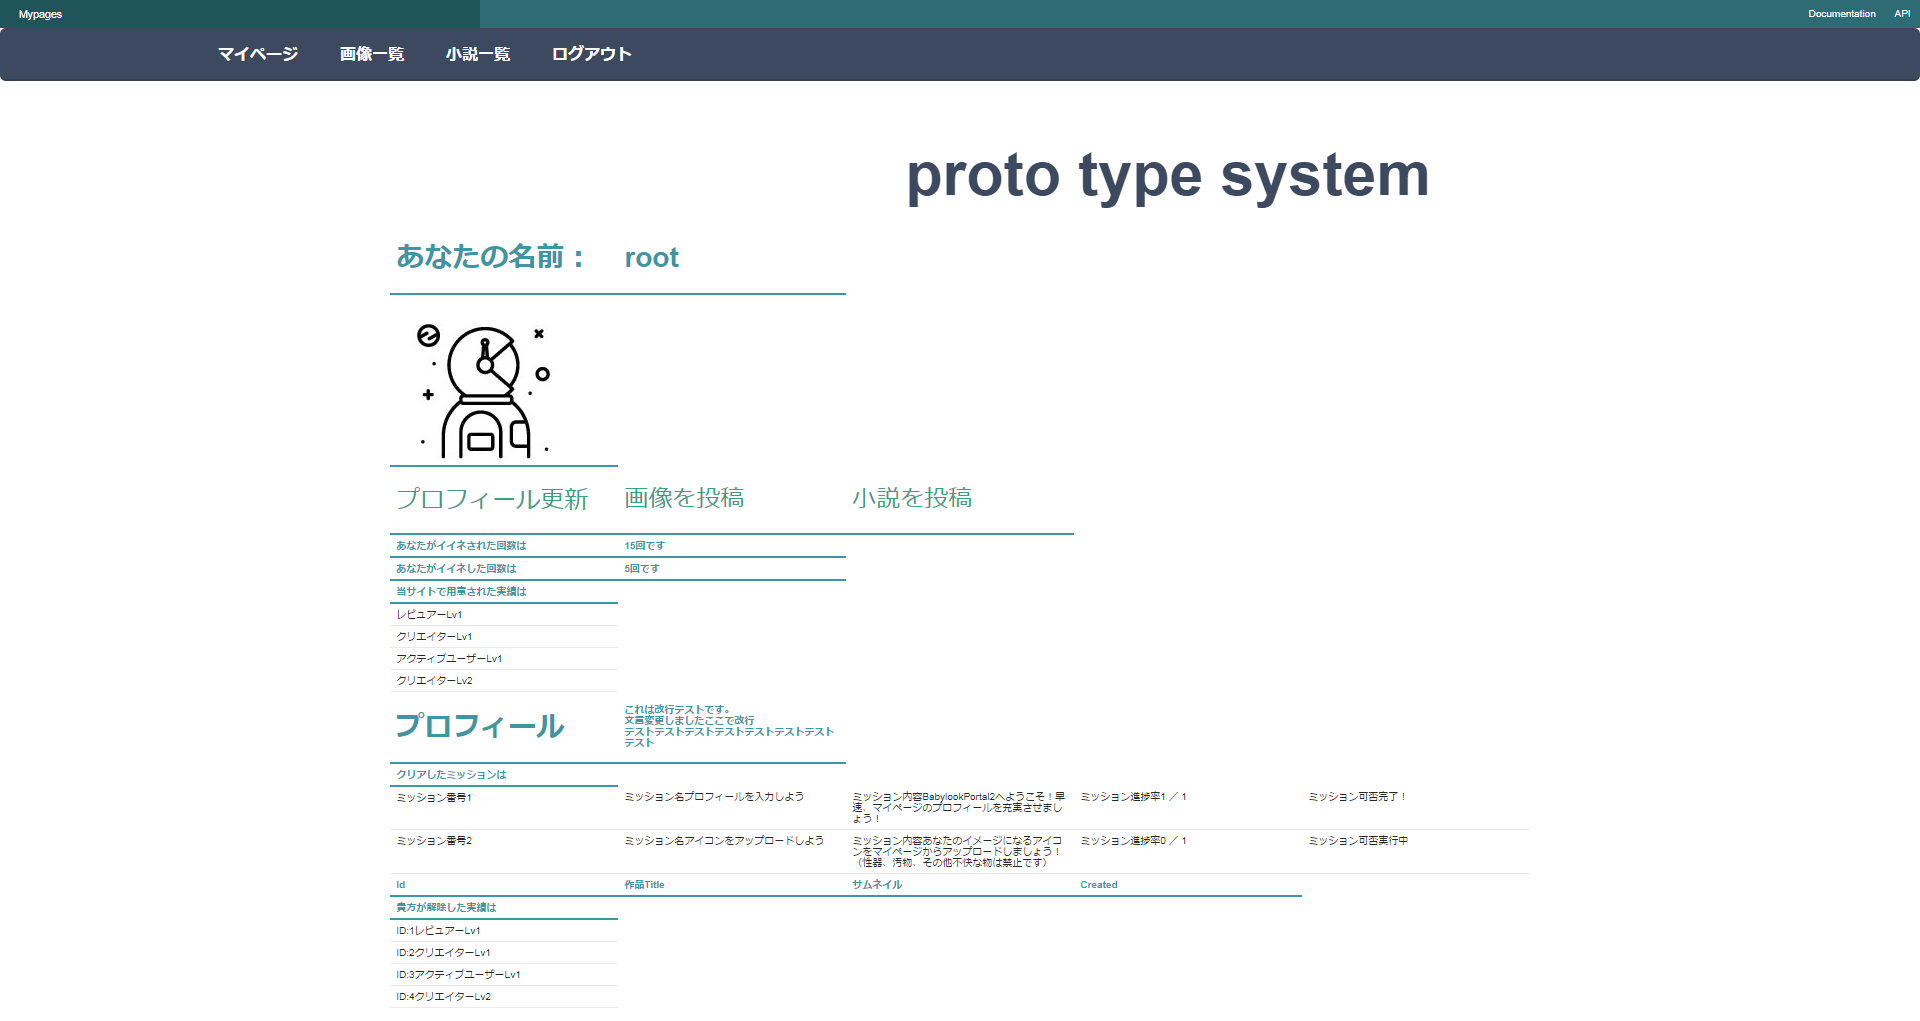 Mypages
Documentation API
マイページ 画像一覧 小説一覧 ログアウト
proto type system
あなたの名前： root
プロフィール更新 画像を投稿 小説を投稿
あなたがイイネされた回数は 15回です
あなたがイイネした回数は 5回です
当サイトで用意された実績は
レビュアーLv1
クリエイターLv1
アクティブユーザーLv1
クリエイターLv2
プロフィール
これは改行テストです。
文言変更しましたここで改行
テストテストテストテストテストテストテスト
テスト
クリアしたミッションは
ミッション番号1
ミッション名プロフィールを入力しよう
ミッション内容BabylookPortal2へようこそ！早
速、マイページのプロフィールを充実させまし
ょう！
ミッション進捗率1 ／ 1
ミッション可否完了！
ミッション番号2
ミッション名アイコンをアップロードしよう
ミッション内容あなたのイメージになるアイコ
ンをマイページからアップロードしましょう！
（性器、汚物、その他不快な物は禁止です）
ミッション進捗率0 ／ 1
ミッション可否実行中
Id 作品Title サムネイル Created
貴方が解除した実績は
ID:1レビュアーLv1
ID:2クリエイターLv1
ID:3アクティブユーザーLv1
ID:4クリエイターLv2